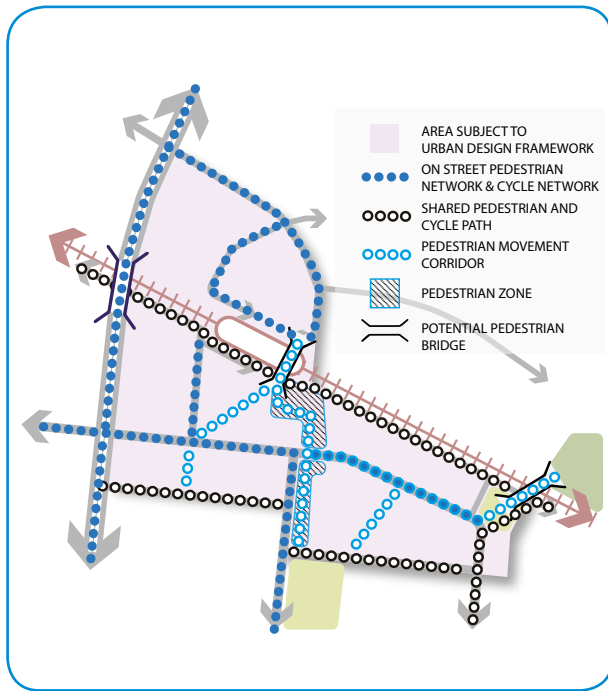 AREA SUBJECT TO
URBAN DESIGN FRAMEWORK
ON STREET PEDESTRIAN
NETWORK & CYCLE NETWORK
SHARED PEDESTRIAN AND
CYCLE PATH
PEDESTRIAN MOVEMENT
CORRIDOR
PEDESTRIAN ZONE
POTENTIAL PEDESTRIAN
BRIDGE